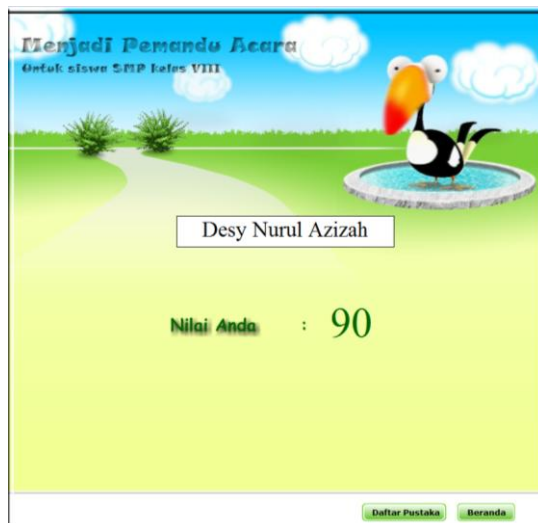 Menjadi Pemandu Acara
Untuk siswa SMP kelas VIII
Desy Nurul Azizah
Nilai Anda : 90
Daftar Pustaka Beranda